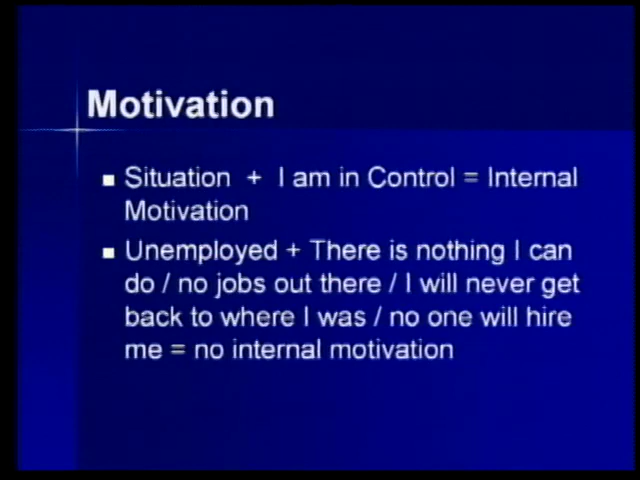 Motivation
Situation + I am in Control = Internal
Motivation
Unemployed + There is nothing I can
do / no jobs out there / I will never get
back to where I was / no one will hire
me = no internal motivation